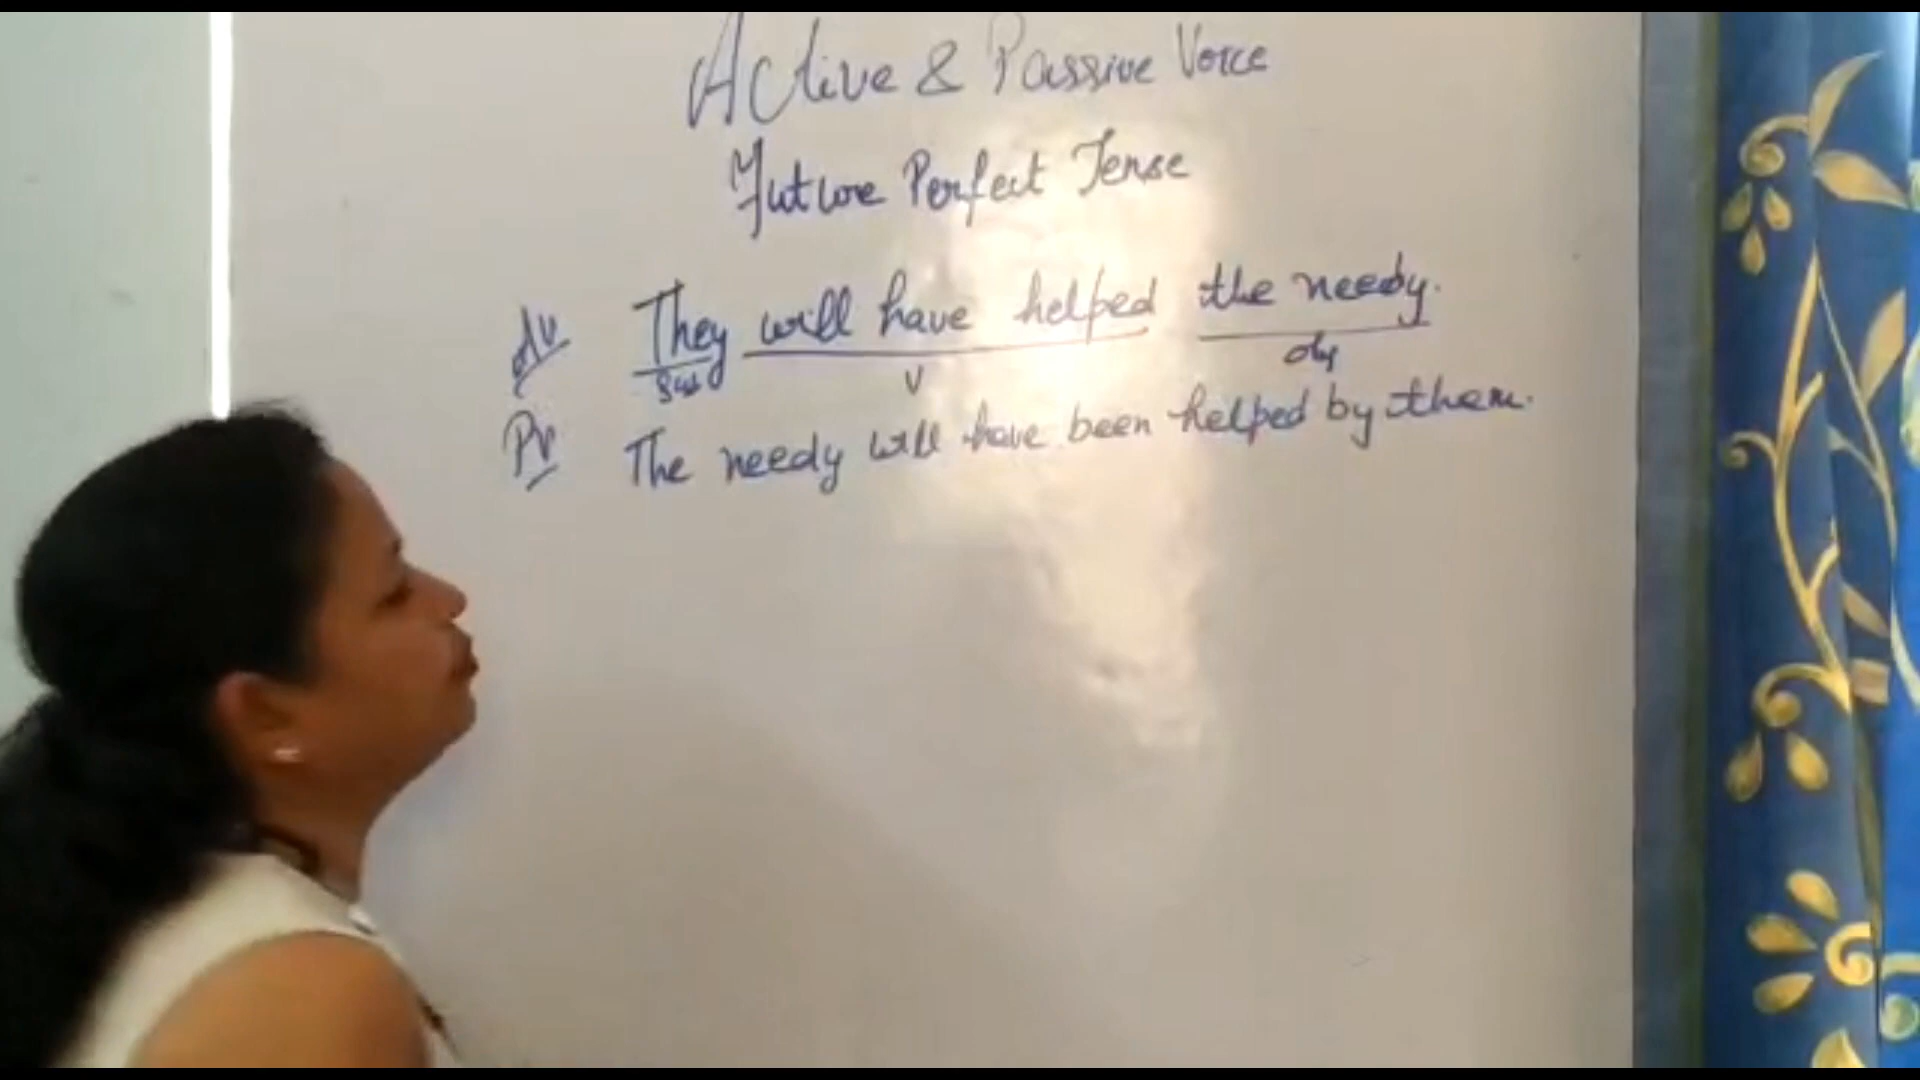 Active & Passive Voice
Future Perfect Tense
AV They will have helped the needy.
Sub V obj
PV The needy will have been helped by them.